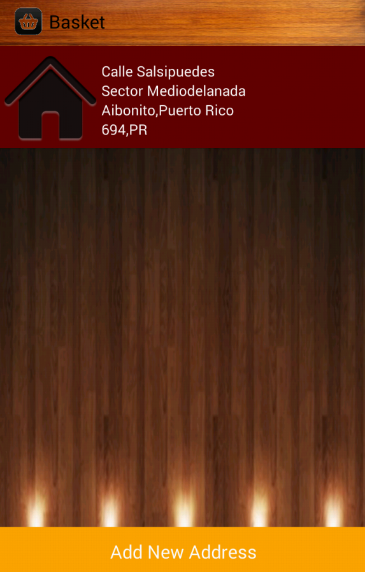 Basket
Calle Salsipuedes
Sector Mediodelanada
Aibonito,Puerto Rico
694,PR
Add New Address